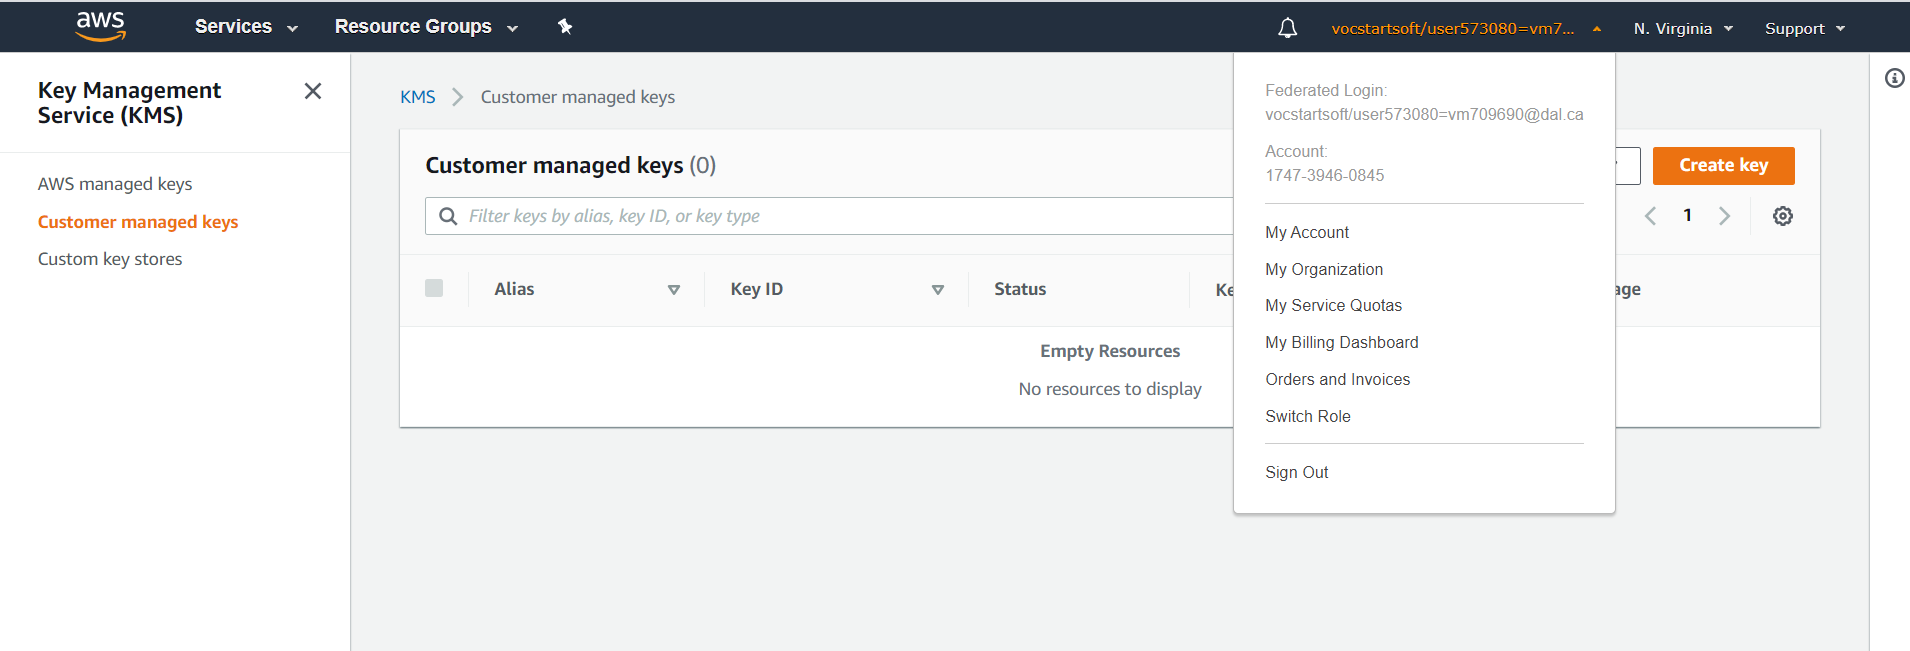 aws
Services
Resource Groups
vocstartsoft/user573080=vm7...
N. Virginia
Support
Key Management
Service (KMS)
AWS managed keys
Customer managed keys
Custom key stores
KMS
Customer managed keys
Customer managed keys (0)
Create key
Filter keys by alias, key ID, or key type
1
Alias
Key ID
Status
Empty Resources
No resources to display
Federated Login:
vocstartsoft/user573080=vm709690@dal.ca
Account:
1747-3946-0845
My Account
My Organization
My Service Quotas
My Billing Dashboard
Orders and Invoices
Switch Role
Sign Out